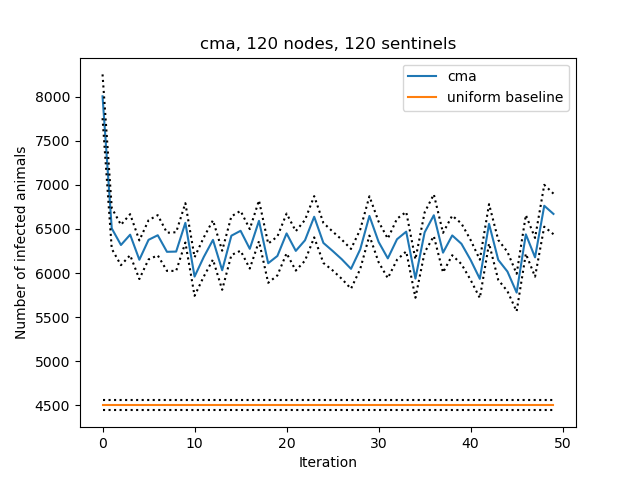 cma, 120 nodes, 120 sentinels
cma
uniform baseline
Number of infected animals
8000
7500
7000
6500
6000
5500
5000
4500
0 10 20 30 40 50
Iteration